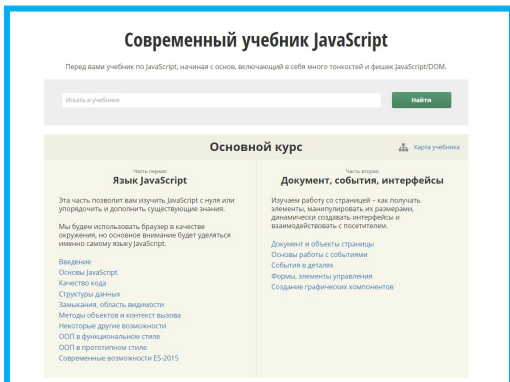 Современный учебник JavaScript
Перед вами учебник по JavaScript, начиная с основ, включающий в себя много тонкостей и фишек JavaScript/DOM.
Искать в учебнике
Найти
Основной курс
Карта учебника
Часть первая
Язык JavaScript
Эта часть позволит вам изучить JavaScript с нуля или
упорядочить и дополнить существующие знания.
Мы будем использовать браузер в качестве
окружения, но основное внимание будет уделяться
именно самому языку JavaScript.
Введение
Основы JavaScript
Качество кода
Структуры данных
Замыкания, область видимости
Методы объектов и контекст вызова
Некоторые другие возможности
ООП в функциональном стиле
ООП в прототипном стиле
Современные возможности ES-2015
Часть вторая
Документ, события, интерфейсы
Изучаем работу со страницей – как получать
элементы, манипулировать их размерами,
динамически создавать интерфейсы и
взаимодействовать с посетителем.
Документ и объекты страницы
Основы работы с событиями
События в деталях
Формы, элементы управления
Создание графических компонентов